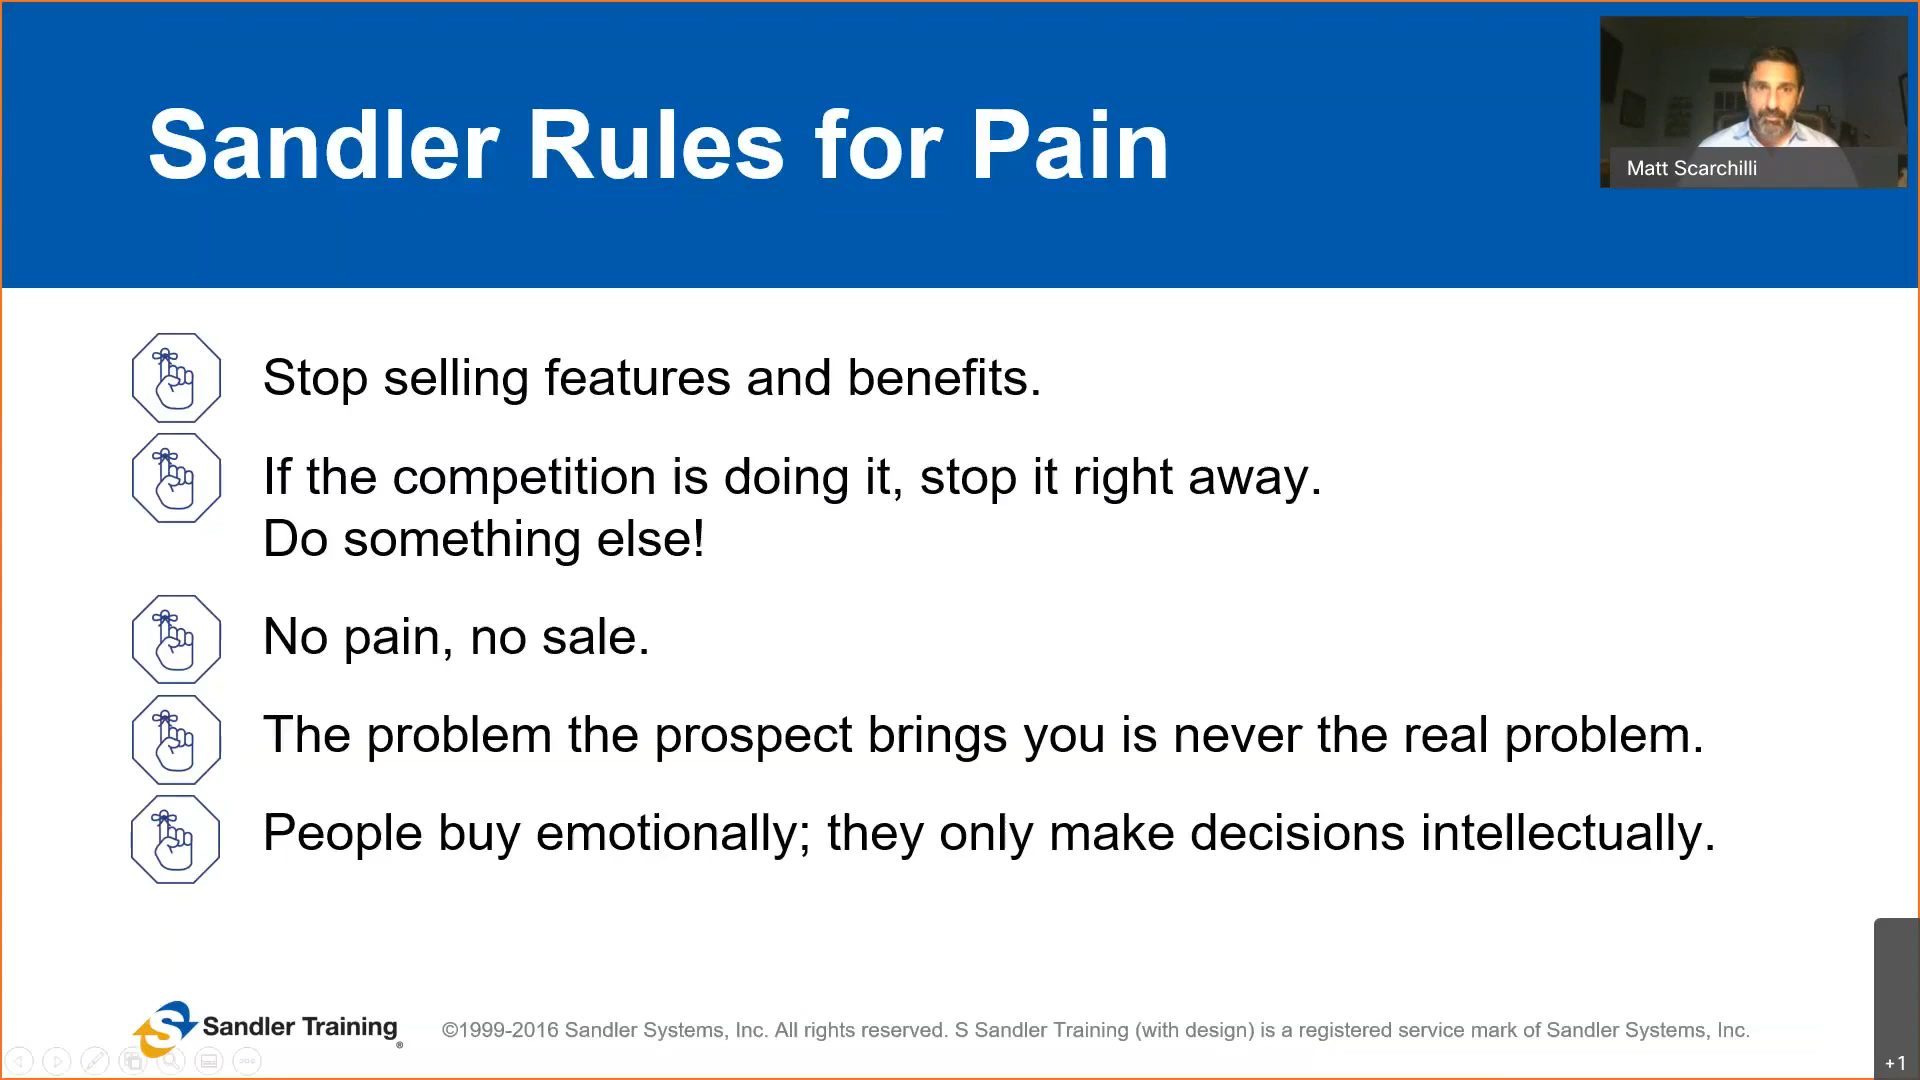 Sandler Rules for Pain
Matt Scarchilli
Stop selling features and benefits.
If the competition is doing it, stop it right away.
Do something else!
No pain, no sale.
The problem the prospect brings you is never the real problem.
People buy emotionally; they only make decisions intellectually.
S Sandler Training®
©1999-2016 Sandler Systems, Inc. All rights reserved. S Sandler Training (with design) is a registered service mark of Sandler Systems, Inc.
+1